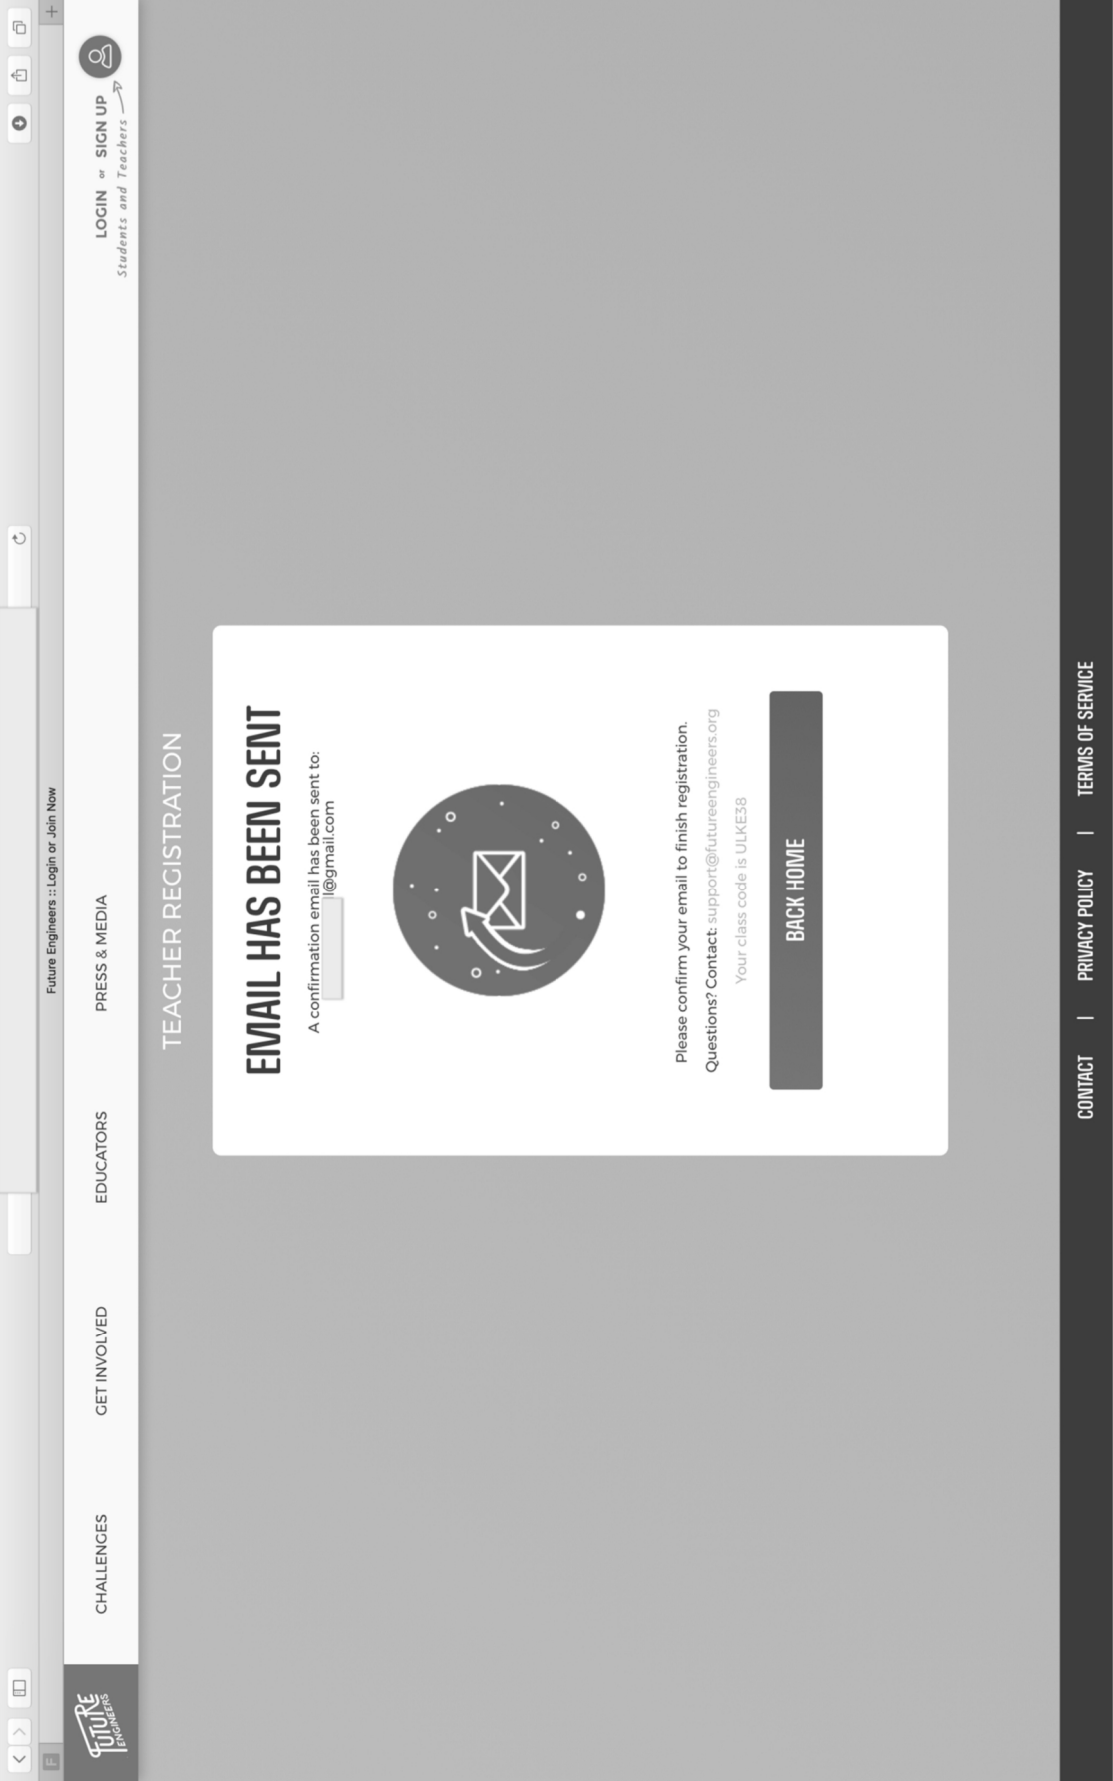 Future Engineers :: Login or Join Now
FUTURE
ENGINEERS
CHALLENGES
GET INVOLVED
EDUCATORS
PRESS & MEDIA
LOGIN or SIGN UP
Students and Teachers
TEACHER REGISTRATION
EMAIL HAS BEEN SENT
A confirmation email has been sent to:
l@gmail.com
Please confirm your email to finish registration.
Questions? Contact: support@futureengineers.org
Your class code is ULKE38
BACK HOME
CONTACT | PRIVACY POLICY | TERMS OF SERVICE